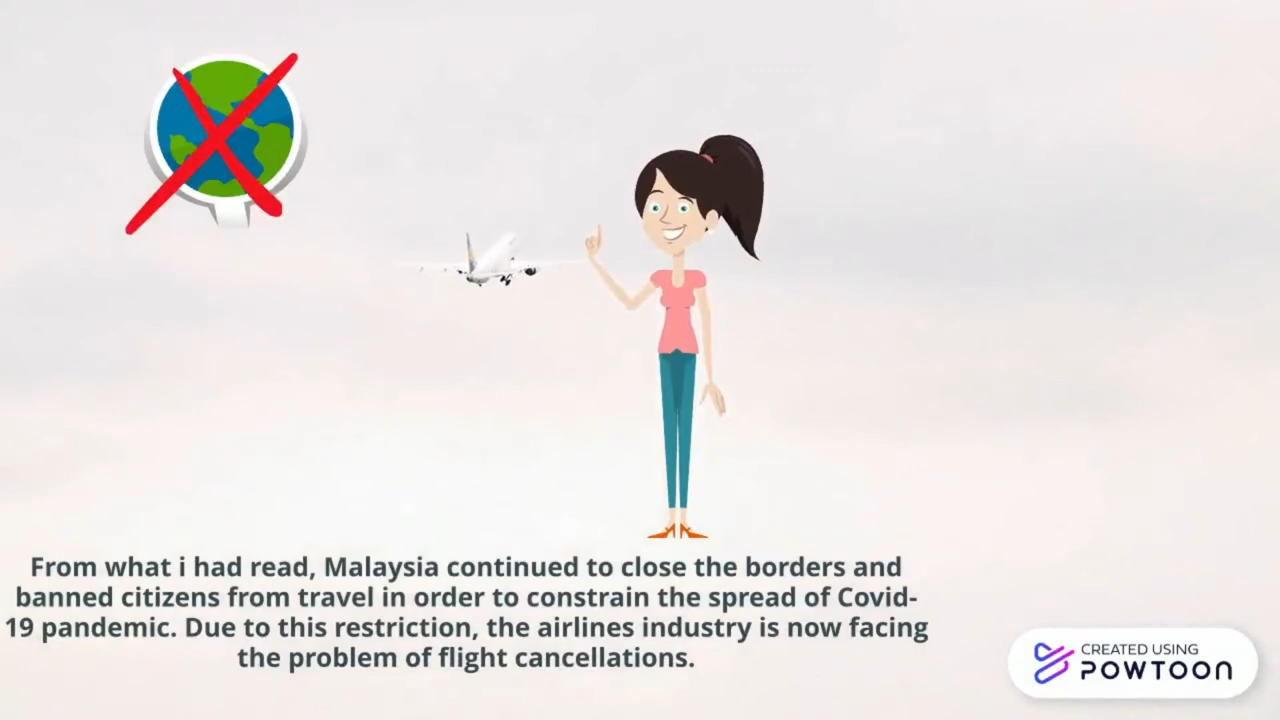 From what i had read, Malaysia continued to close the borders and
banned citizens from travel in order to constrain the spread of Covid-
19 pandemic. Due to this restriction, the airlines industry is now facing
the problem of flight cancellations.
CREATED USING
POWTOON